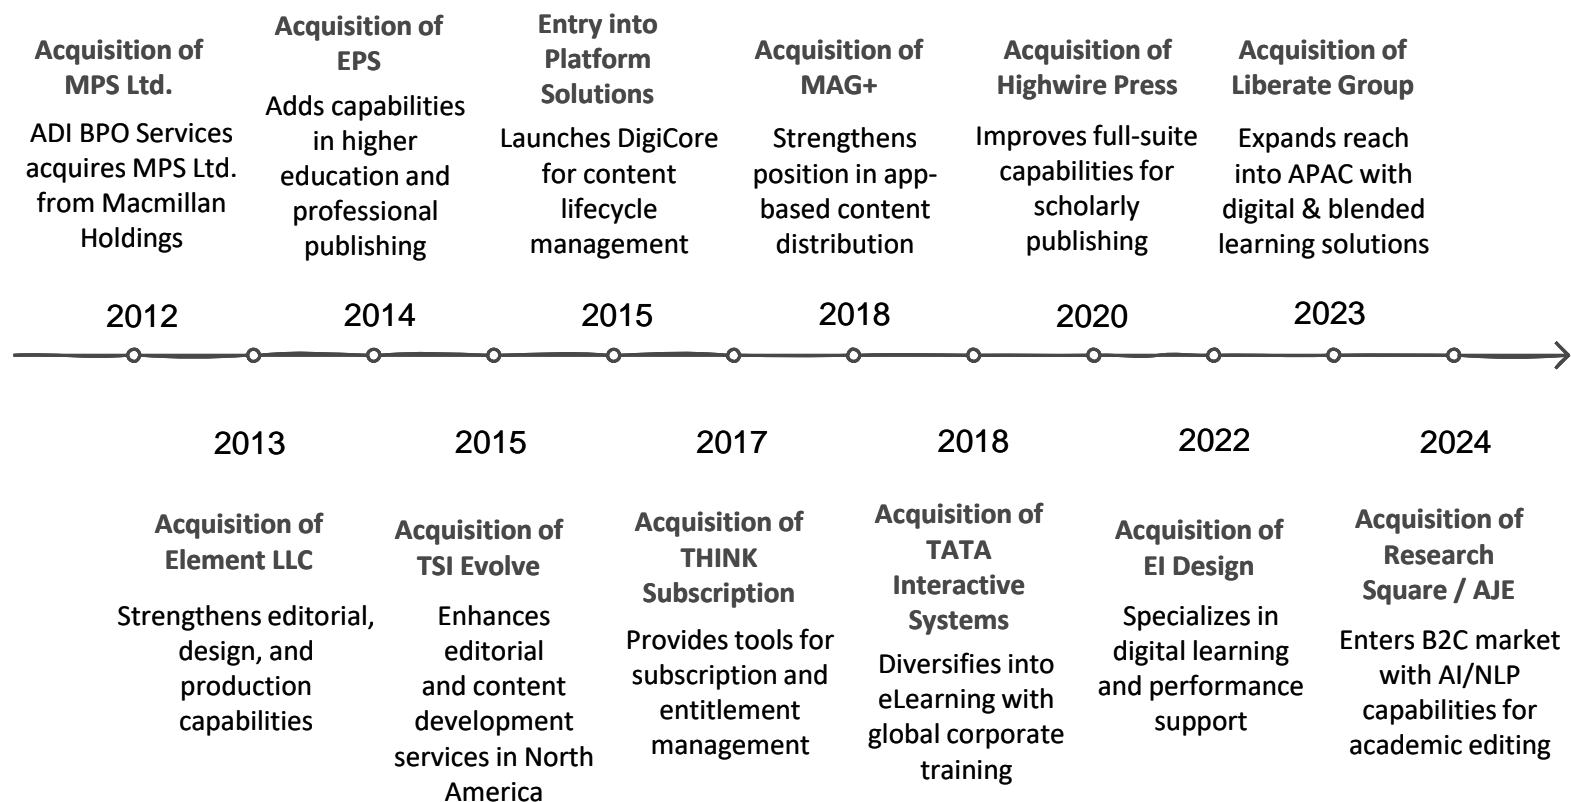 Acquisition of
MPS Ltd.
ADI BPO Services
acquires MPS Ltd.
from Macmillan
Holdings
Acquisition of
EPS
Adds capabilities
in higher
education and
professional
publishing
Entry into
Platform
Solutions
Launches DigiCore
for content
lifecycle
management
Acquisition of
MAG+
Strengthens
position in app-
based content
distribution
Acquisition of
Highwire Press
Improves full-suite
capabilities for
scholarly
publishing
Acquisition of
Liberate Group
Expands reach
into APAC with
digital & blended
learning solutions
2012
2014
2015
2018
2020
2023
2013
2015
2017
2018
2022
2024
Acquisition of
Element LLC
Strengthens editorial,
design, and
production
capabilities
Acquisition of
TSI Evolve
Enhances
editorial
and content
development
services in North
America
Acquisition of
THINK
Subscription
Provides tools for
subscription and
entitlement
management
Acquisition of
TATA
Interactive
Systems
Diversifies into
eLearning with
global corporate
training
Acquisition of
EI Design
Specializes in
digital learning
and performance
support
Acquisition of
Research
Square / AJE
Enters B2C market
with AI/NLP
capabilities for
academic editing